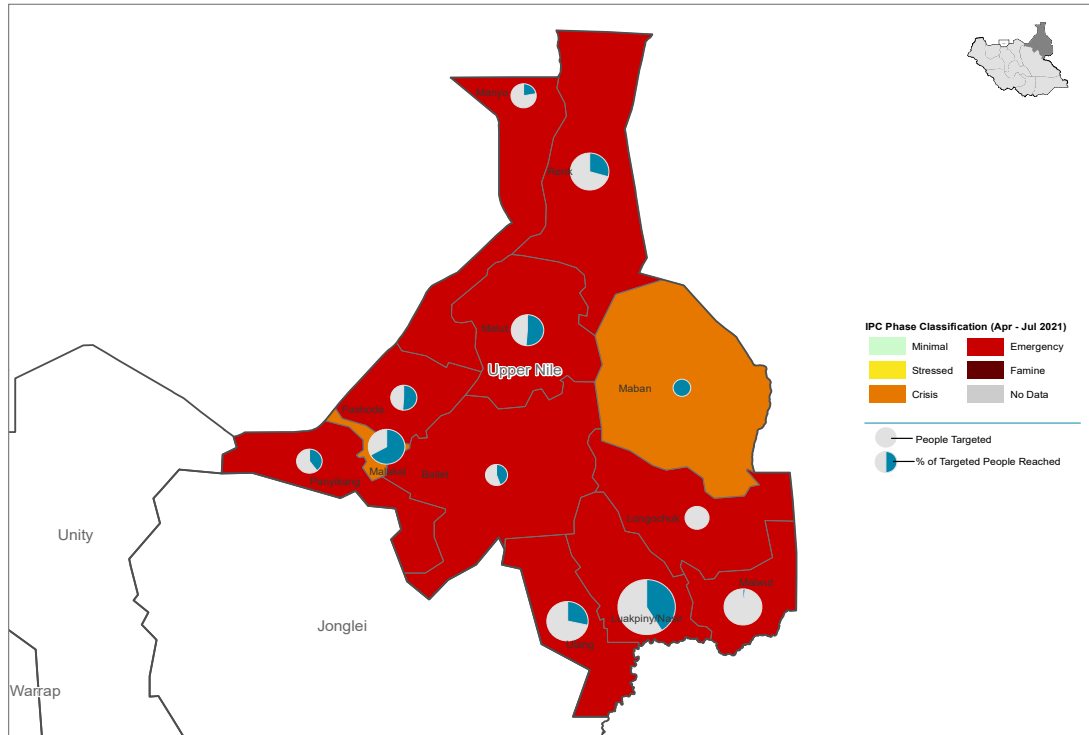 Manyo
Renk
Melut
Upper Nile
Maban
Fashoda
Malakal
Baliet
Panyikang
Longochuk
Maiwut
Luakpiny/Nasir
Ulang
Unity
Jonglei
Warrap
IPC Phase Classification (Apr - Jul 2021)
Minimal
Emergency
Stressed
Famine
Crisis
No Data
People Targeted
% of Targeted People Reached